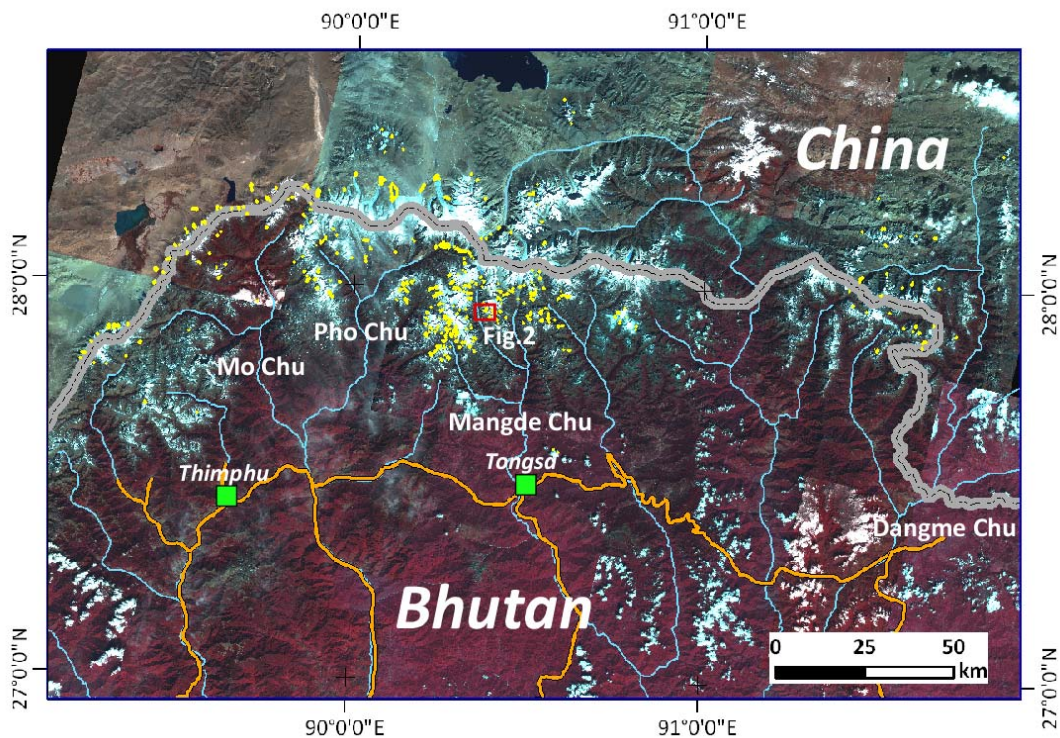 90°0'0"E
91°0'0"E
China
28°0'0"N
28°0'0"N
Pho Chu
Fig.2
Mo Chu
Mangde Chu
Thimphu
Tongsa
Dangme Chu
Bhutan
0 25 50
km
27°0'0"N
27°0'0"N
90°0'0"E
91°0'0"E